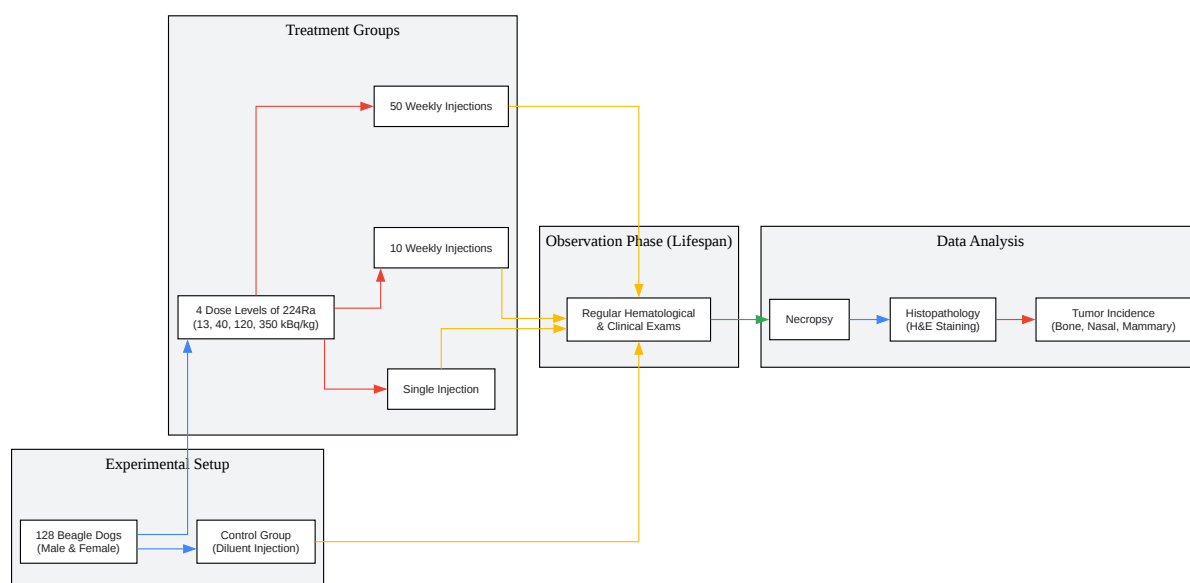 Treatment Groups
50 Weekly Injections
10 Weekly Injections
4 Dose Levels of 224Ra
(13, 40, 120, 350 kBq/kg)
Single Injection
Experimental Setup
128 Beagle Dogs
(Male & Female)
Control Group
(Diluent Injection)
Observation Phase (Lifespan)
Regular Hematological
& Clinical Exams
Data Analysis
Necropsy
Histopathology
(H&E Staining)
Tumor Incidence
(Bone, Nasal, Mammary)